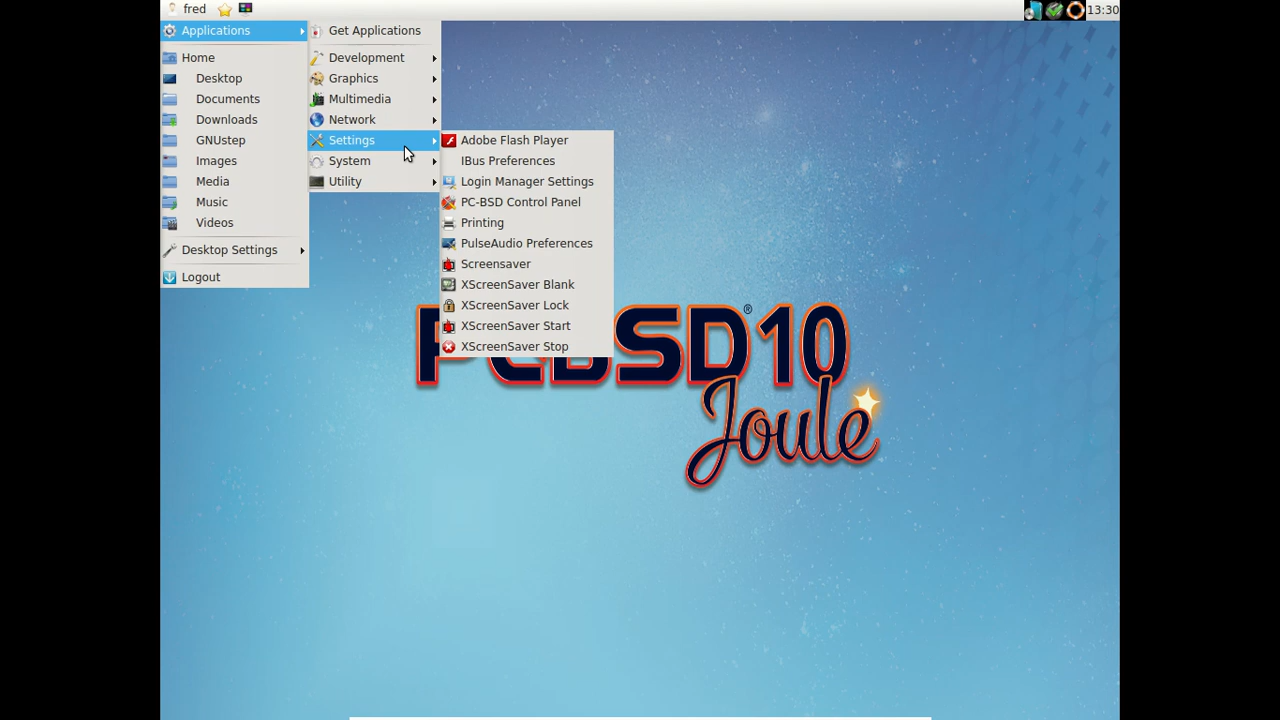 fred
13:30
Applications
Home
Desktop
Documents
Downloads
GNUstep
Images
Media
Music
Videos
Desktop Settings
Logout
Get Applications
Development
Graphics
Multimedia
Network
Settings
System
Utility
Adobe Flash Player
IBus Preferences
Login Manager Settings
PC-BSD Control Panel
Printing
PulseAudio Preferences
Screensaver
XScreenSaver Blank
XScreenSaver Lock
XScreenSaver Start
XScreenSaver Stop
PCBSD®10
Joule